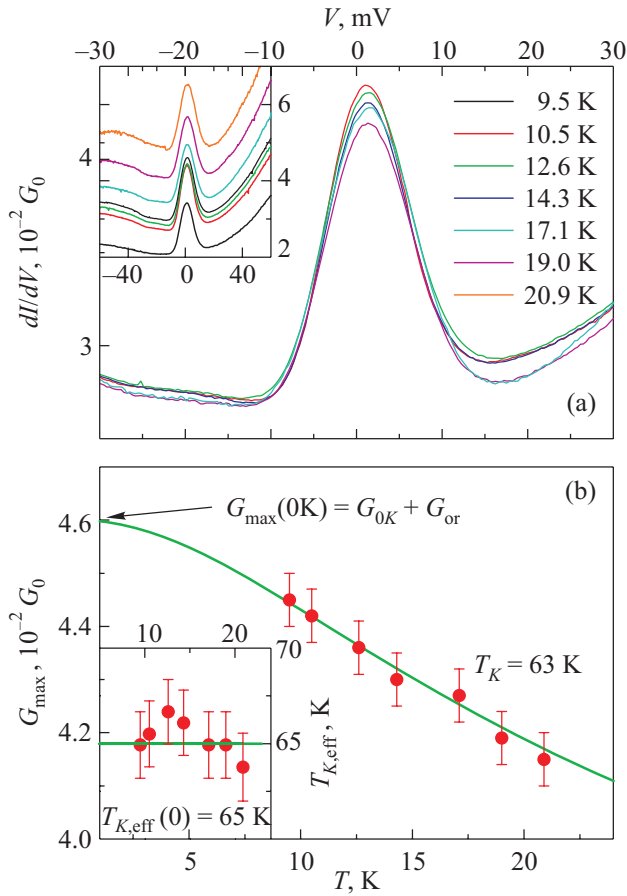 V, mV
–30 –20 –10 0 10 20 30
dI/dV, 10⁻² G₀
4
3
6
4
2
–40 0 40
9.5 K
10.5 K
12.6 K
14.3 K
17.1 K
19.0 K
20.9 K
(a)
(b)
G_max(0K) = G_0K + G_or
G_max , 10⁻² G₀
4.6
4.4
4.2
4.0
10 20
70
65
T_K,eff , K
T_K,eff (0) = 65 K
T_K = 63 K
5 10 15 20
T, K